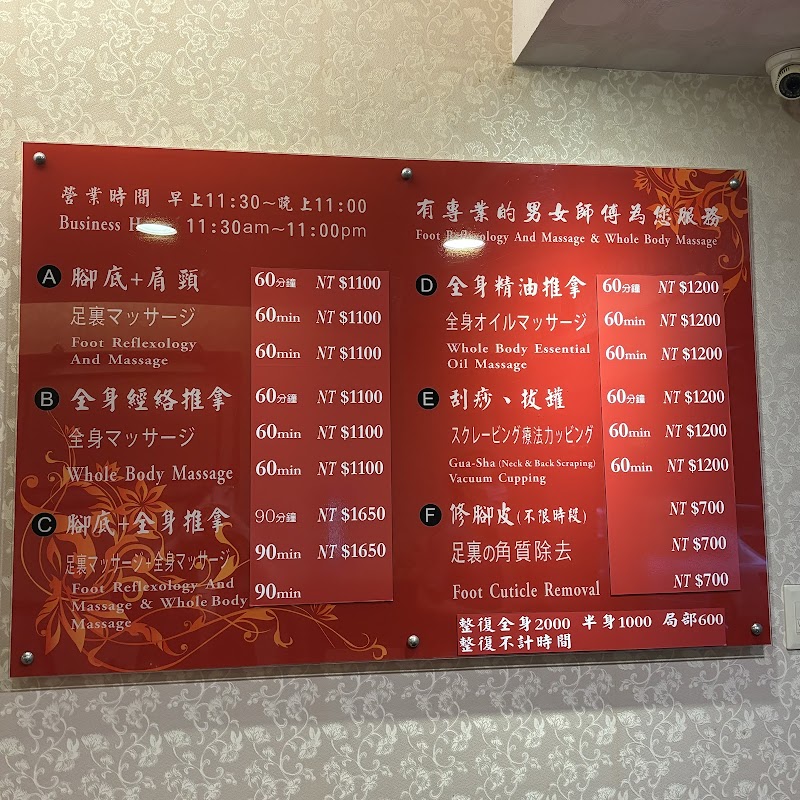 營業時間 早上11:30～晚上11:00
Business 11:30am～11:00pm
A 腳底+肩頸 60分鐘 NT $1100
足裏マッサージ 60min NT $1100
Foot Reflexology And Massage 60min NT $1100
B 全身經絡推拿 60分鐘 NT $1100
全身マッサージ 60min NT $1100
Whole Body Massage 60min NT $1100
C 腳底+全身推拿 90分鐘 NT $1650
足裏マッサージ+全身マッサージ 90min NT $1650
Foot Reflexology And
Massage & Whole Body 90min
Massage
有專業的男女師傅為您服務
Foot Reflexology And Massage & Whole Body Massage
D 全身精油推拿 60分鐘 NT $1200
全身オイルマッサージ 60min NT $1200
Whole Body Essential
Oil Massage 60min NT $1200
E 刮痧、拔罐 60分鐘 NT $1200
スクレーピング療法カッピング 60min NT $1200
Gua-Sha (Neck & Back Scraping) 60min NT $1200
Vacuum Cupping
F 修腳皮(不限時段) NT $700
足裏の角質除去 NT $700
Foot Cuticle Removal NT $700
整復全身2000 半身1000 局部600
整復不計時間